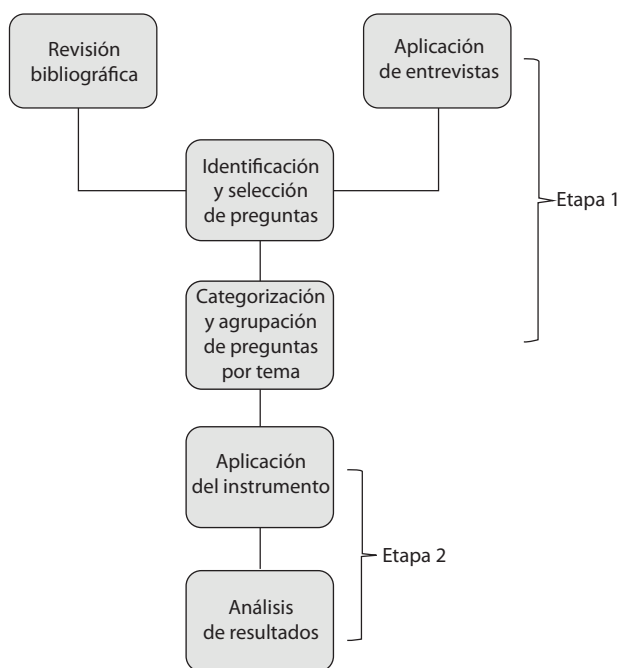 Revisión
bibliográfica
Aplicación
de entrevistas
Identificación
y selección
de preguntas
Etapa 1
Categorización
y agrupación
de preguntas
por tema
Aplicación
del instrumento
Etapa 2
Análisis
de resultados